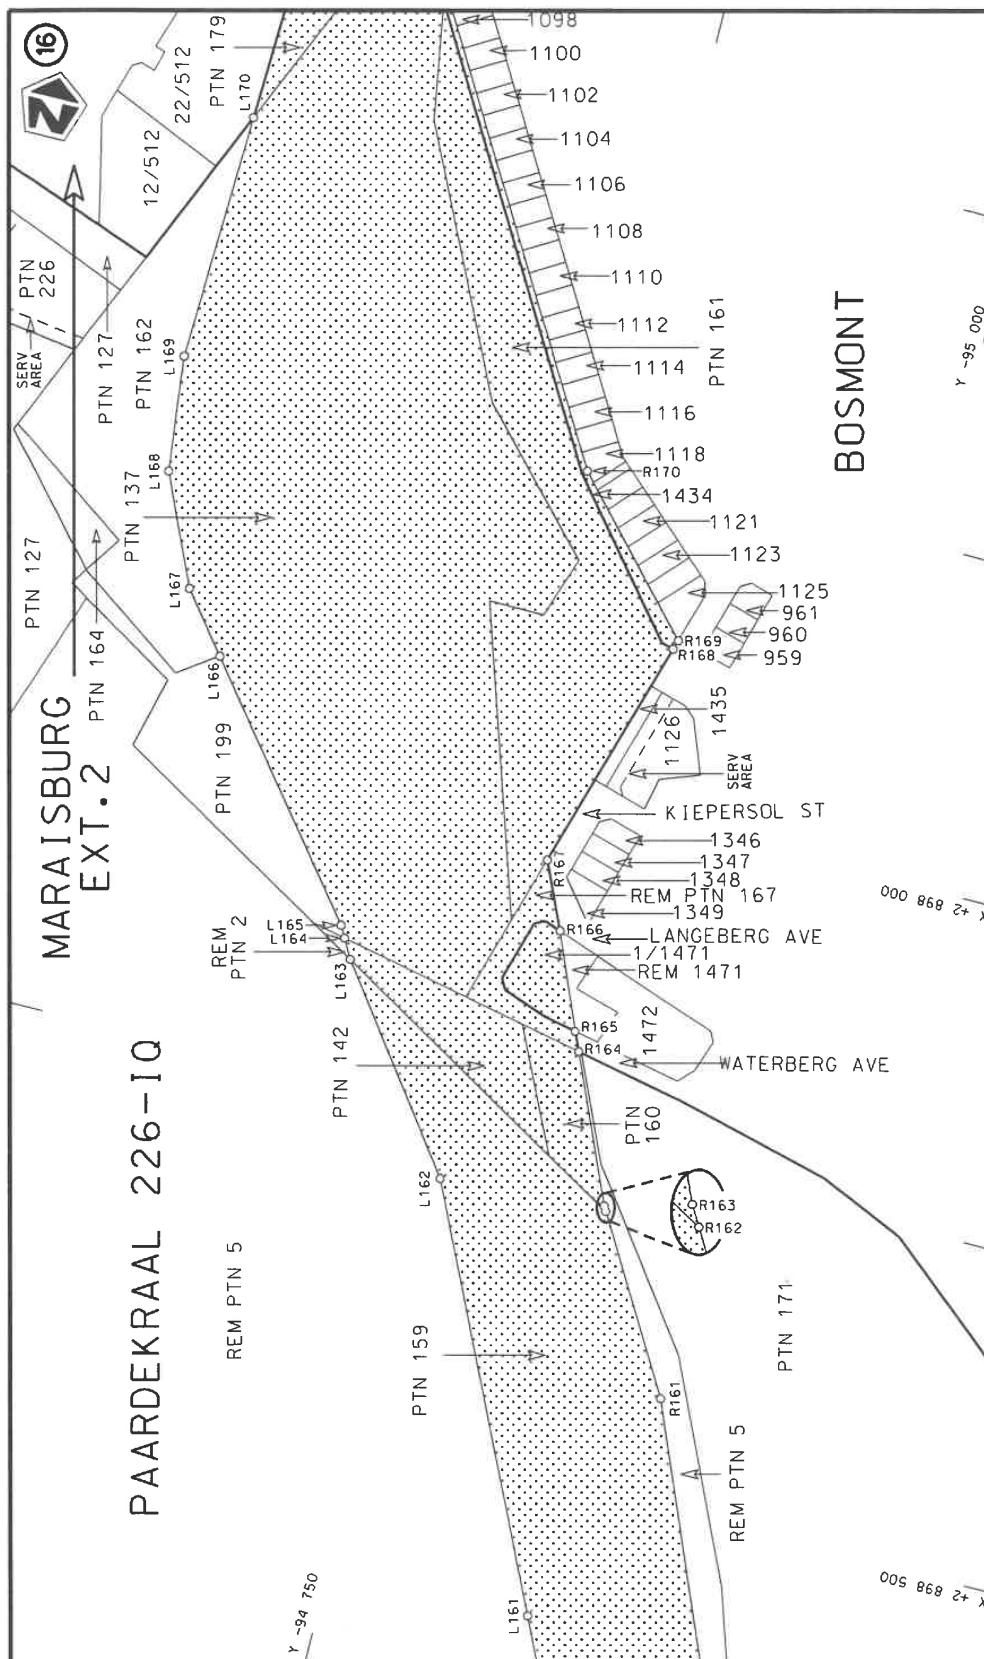 16
N
22/512
PTN 179
L170
12/512
PTN
226
SERV
AREA
PTN 127
PTN 162
L169
L168
PTN 137
PTN 127
PTN 164
L167
L166
MARAISBURG
EXT.2
PTN 199
L165
L164
REM
PTN 2
L163
PTN 142
L162
PAARDEKRAAL 226-IQ
REM PTN 5
PTN 159
L161
Y -94 750
1098
1100
1102
1104
1106
1108
1110
1112
PTN 161
1114
1116
1118
R170
1434
1121
1123
1125
961
960
959
R169
R168
BOSMONT
Y -95 000
1435
1126
SERV
AREA
KIEPERSOL ST
1346
1347
1348
R167
REM PTN 167
1349
R166
LANGEBERG AVE
1/1471
REM 1471
X +2 898 000
R165
1472
R164
WATERBERG AVE
PTN
160
R163
R162
PTN 171
R161
REM PTN 5
X +2 898 500